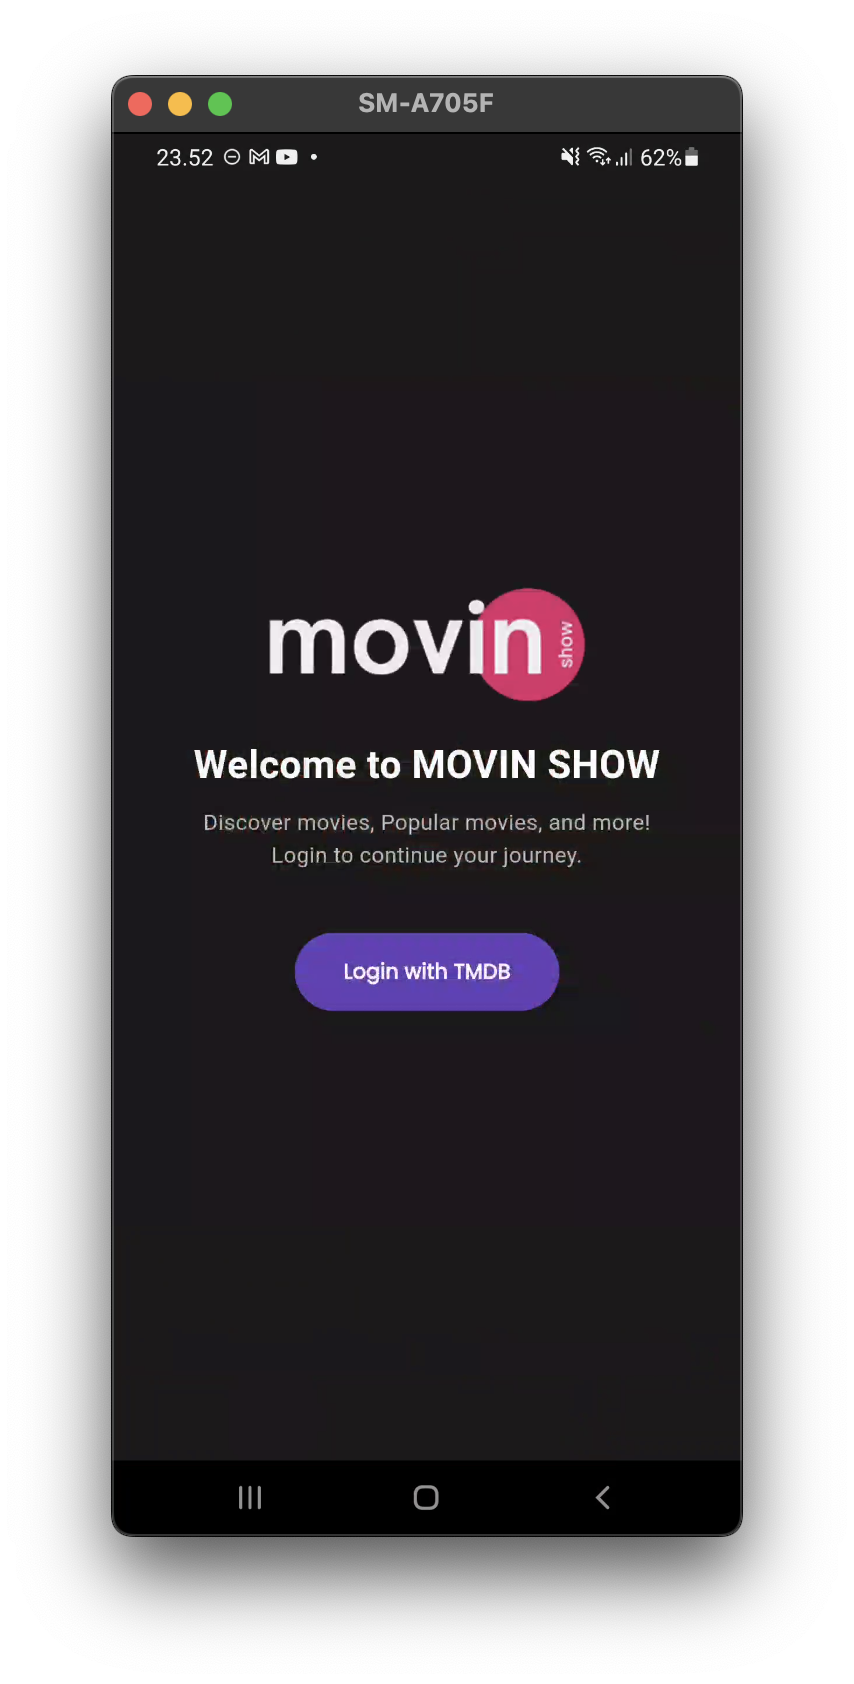 SM-A705F
23.52
62%
movin
show
Welcome to MOVIN SHOW
Discover movies, Popular movies, and more!
Login to continue your journey.
Login with TMDB